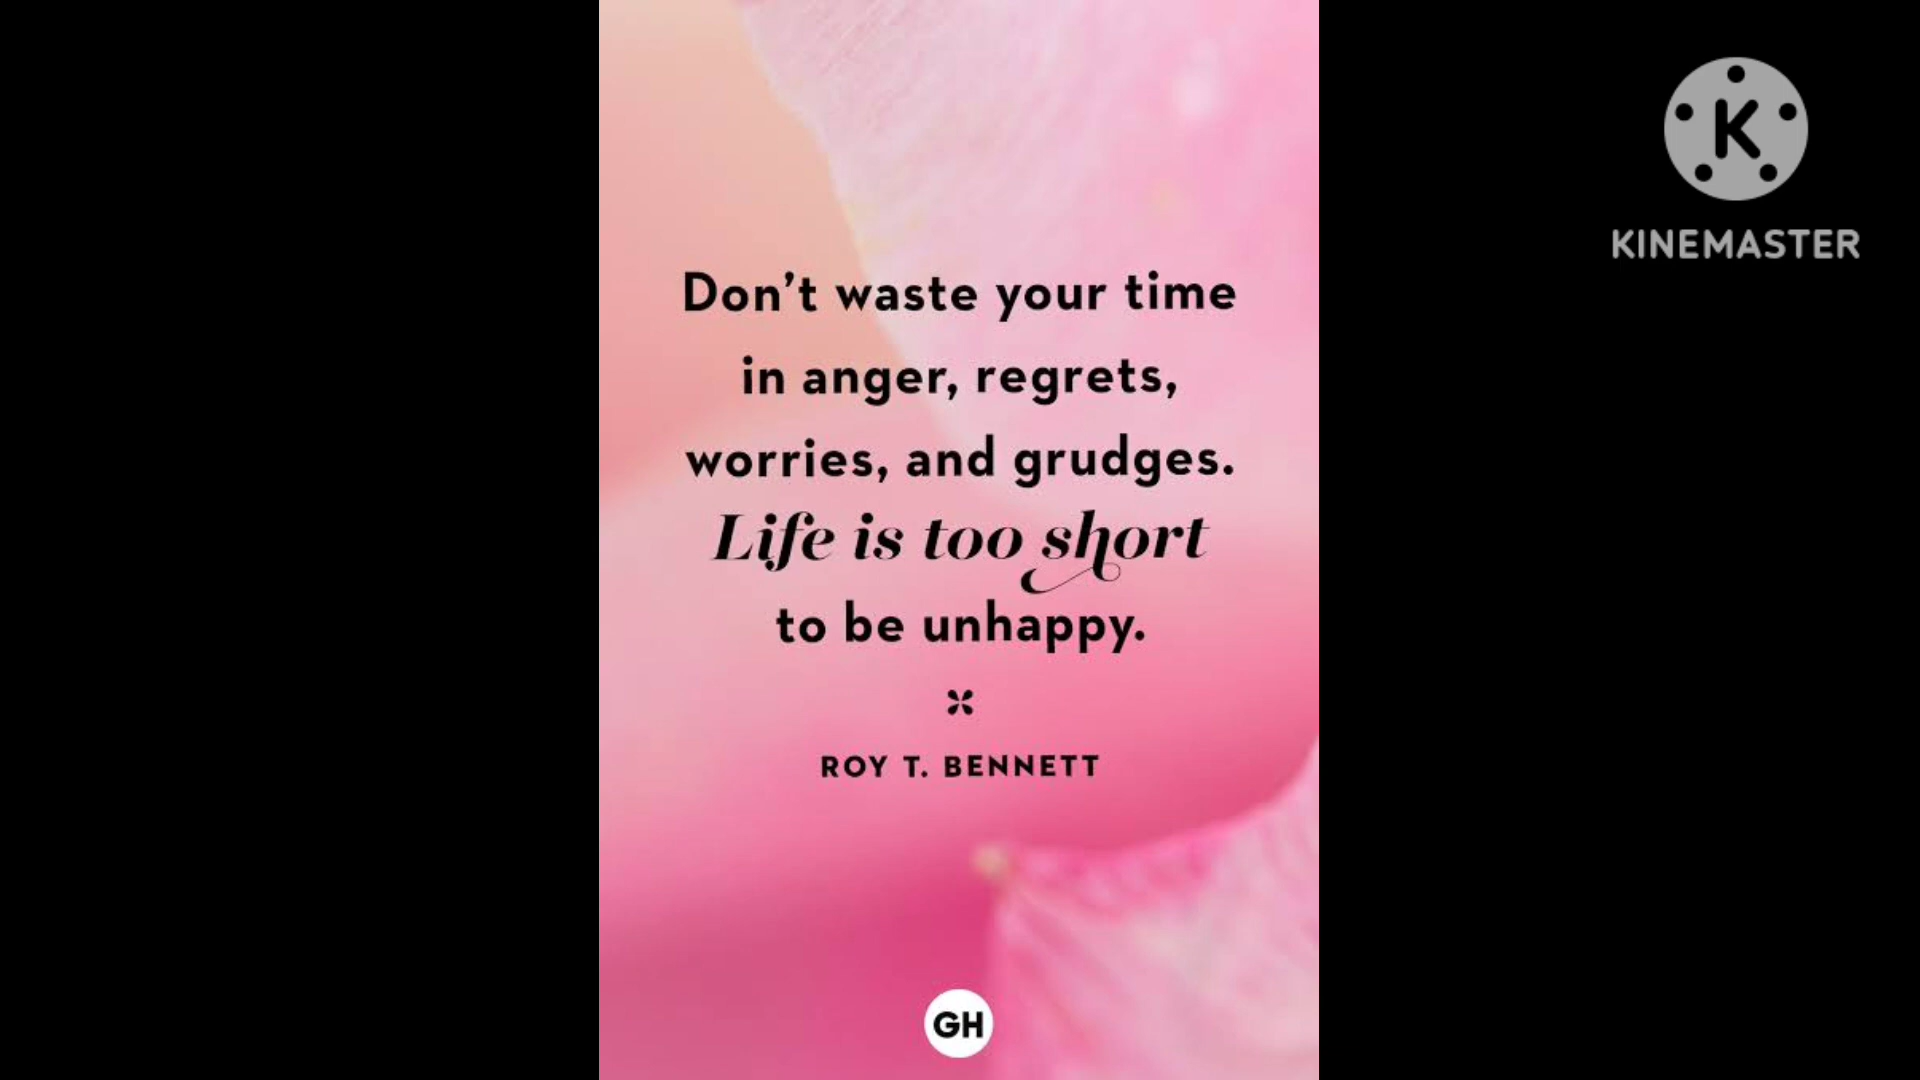 Don't waste your time
in anger, regrets,
worries, and grudges.
Life is too short
to be unhappy.
ROY T. BENNETT
GH
K
KINEMASTER